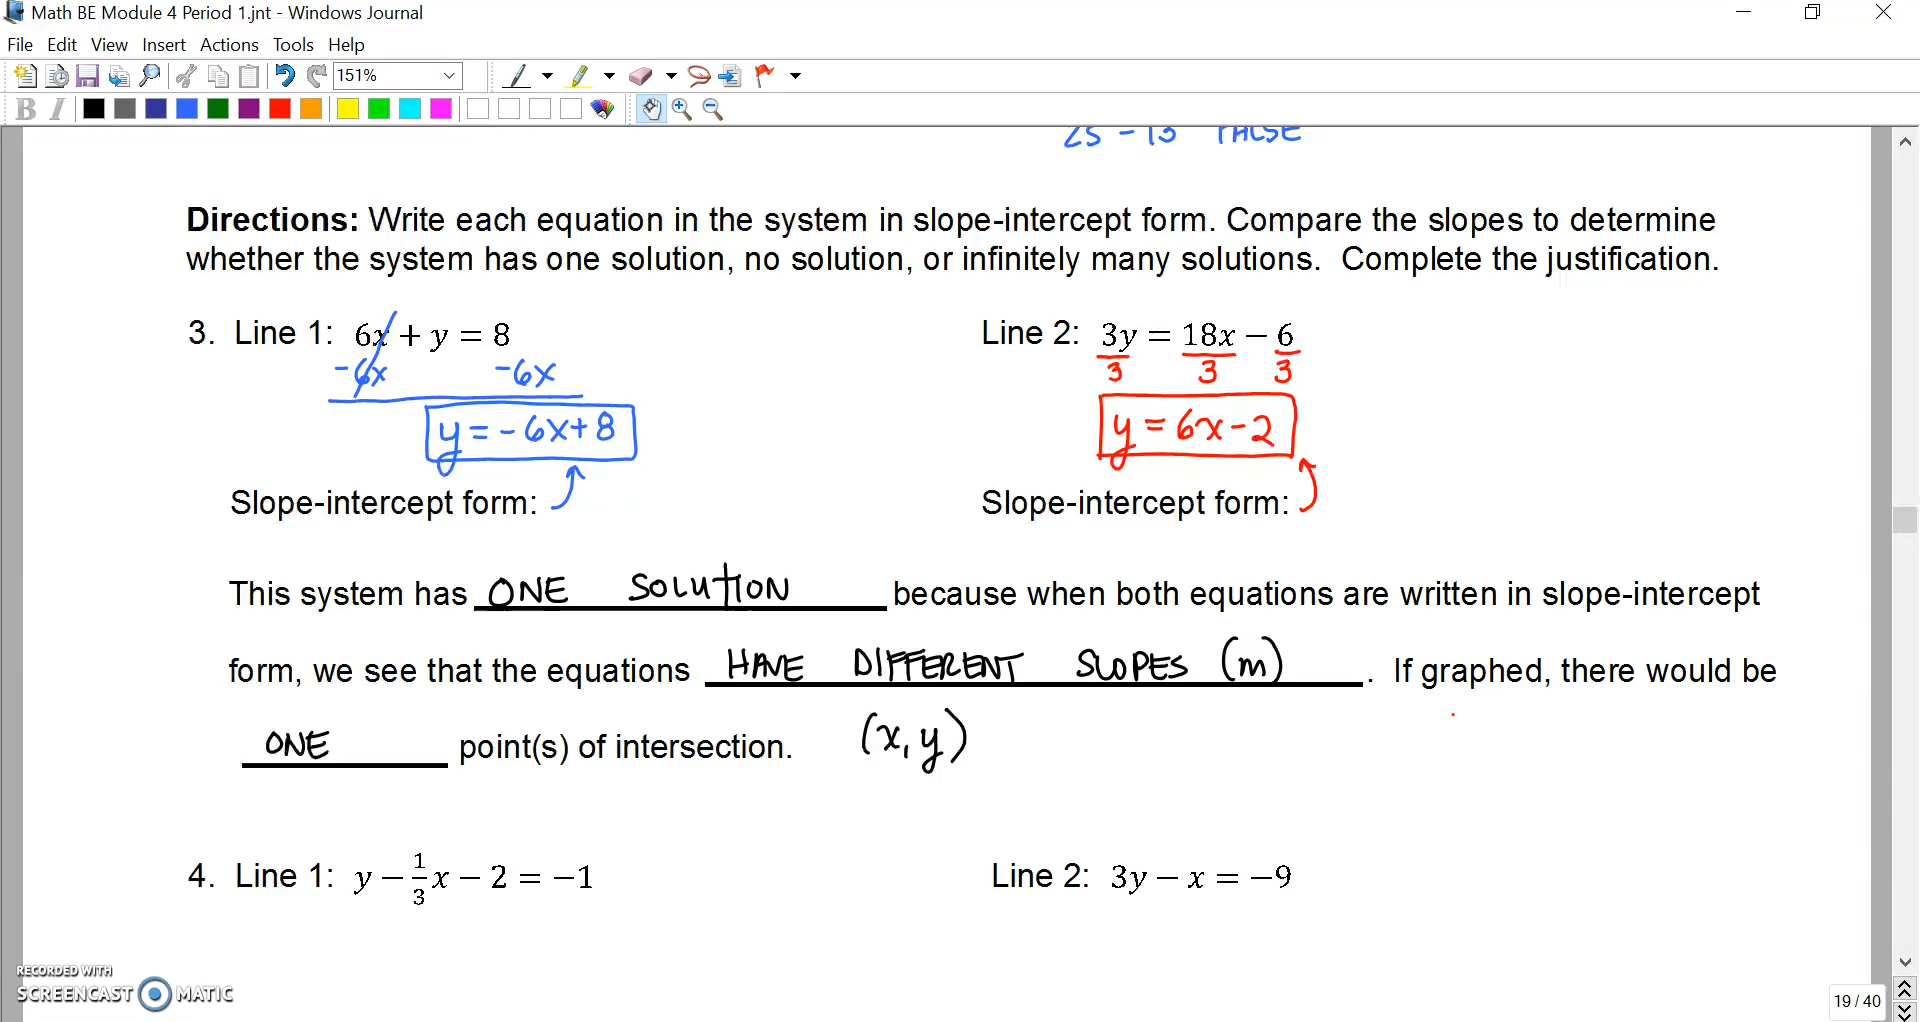 Math BE Module 4 Period 1.jnt - Windows Journal
File Edit View Insert Actions Tools Help
151%
B I
25 - 13 FALSE
Directions: Write each equation in the system in slope-intercept form. Compare the slopes to determine
whether the system has one solution, no solution, or infinitely many solutions. Complete the justification.
3. Line 1: 6x + y = 8
-6x -6x
y = -6x+8
Slope-intercept form:
Line 2: 3y = 18x − 6
3 3 3
y = 6x-2
Slope-intercept form:
This system has ONE SOLUTION because when both equations are written in slope-intercept
form, we see that the equations HAVE DIFFERENT SLOPES (m). If graphed, there would be
ONE point(s) of intersection. (x, y)
4. Line 1: y − 1/3 x − 2 = −1
Line 2: 3y − x = −9
RECORDED WITH
SCREENCAST MATIC
19 / 40